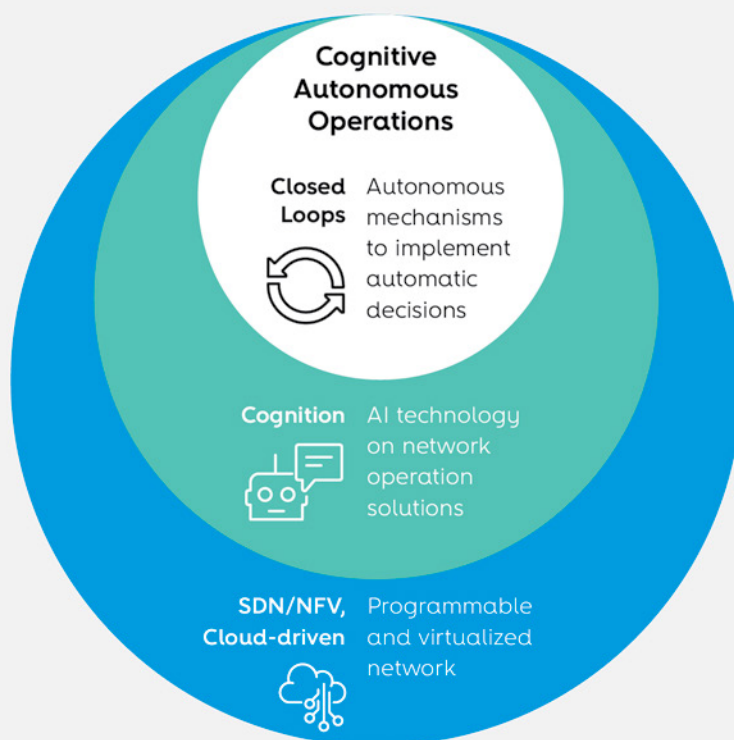 Cognitive
Autonomous
Operations
Closed
Loops
Autonomous
mechanisms
to implement
automatic
decisions
Cognition
AI technology
on network
operation
solutions
SDN/NFV,
Cloud-driven
Programmable
and virtualized
network